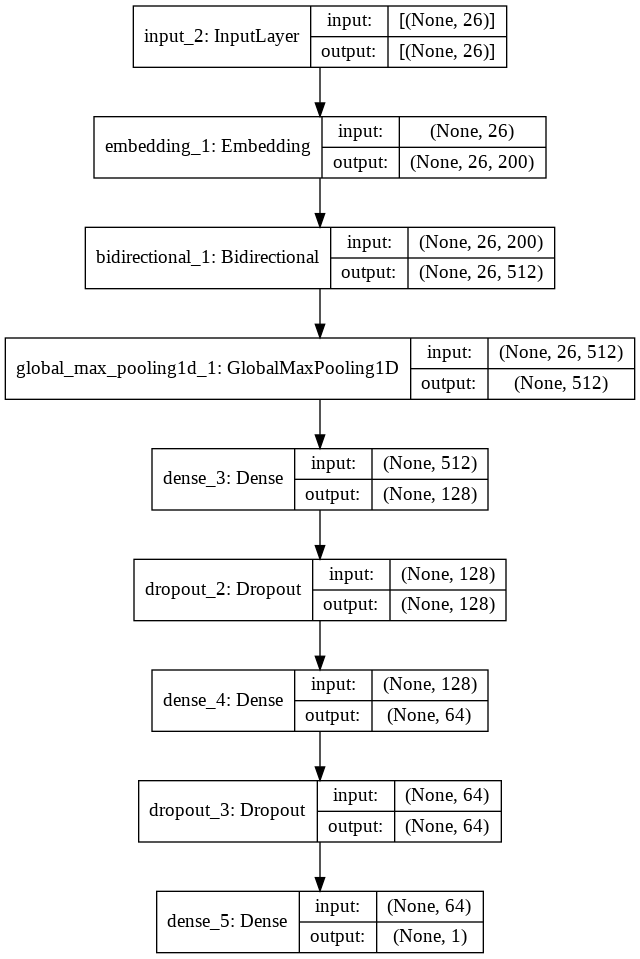 input_2: InputLayer
input: [(None, 26)]
output: [(None, 26)]
embedding_1: Embedding
input: (None, 26)
output: (None, 26, 200)
bidirectional_1: Bidirectional
input: (None, 26, 200)
output: (None, 26, 512)
global_max_pooling1d_1: GlobalMaxPooling1D
input: (None, 26, 512)
output: (None, 512)
dense_3: Dense
input: (None, 512)
output: (None, 128)
dropout_2: Dropout
input: (None, 128)
output: (None, 128)
dense_4: Dense
input: (None, 128)
output: (None, 64)
dropout_3: Dropout
input: (None, 64)
output: (None, 64)
dense_5: Dense
input: (None, 64)
output: (None, 1)